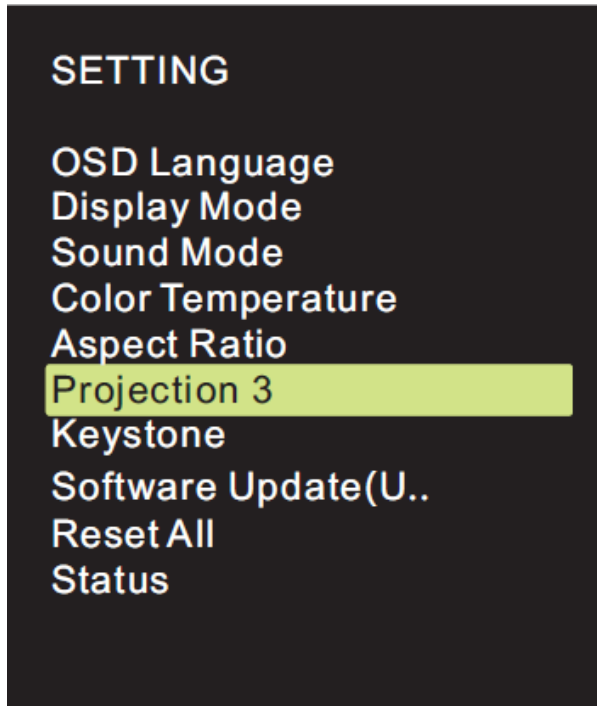 SETTING
OSD Language
Display Mode
Sound Mode
Color Temperature
Aspect Ratio
Projection 3
Keystone
Software Update(U..
Reset All
Status